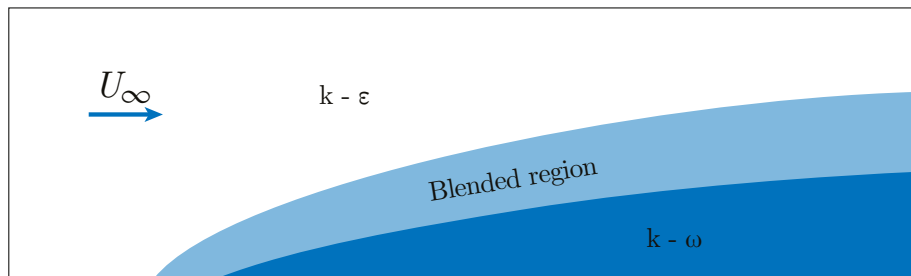 U∞
k - ε
Blended region
k - ω